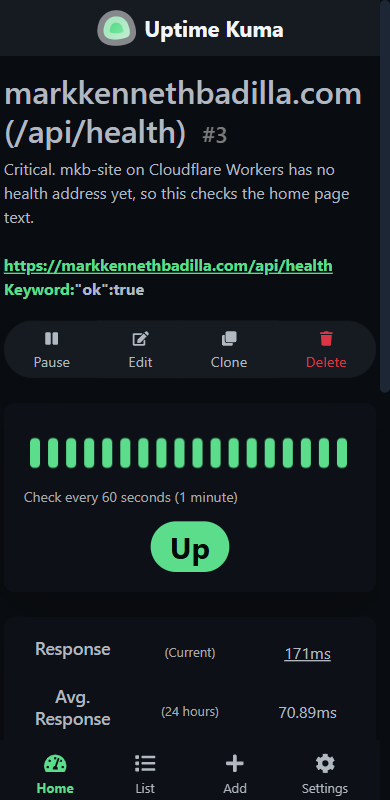 Uptime Kuma
markkennethbadilla.com
(/api/health) #3
Critical. mkb-site on Cloudflare Workers has no
health address yet, so this checks the home page
text.
https://markkennethbadilla.com/api/health
Keyword:"ok":true
Pause Edit Clone Delete
Check every 60 seconds (1 minute)
Up
Response (Current) 171ms
Avg.
Response (24 hours) 70.89ms
Home List Add Settings